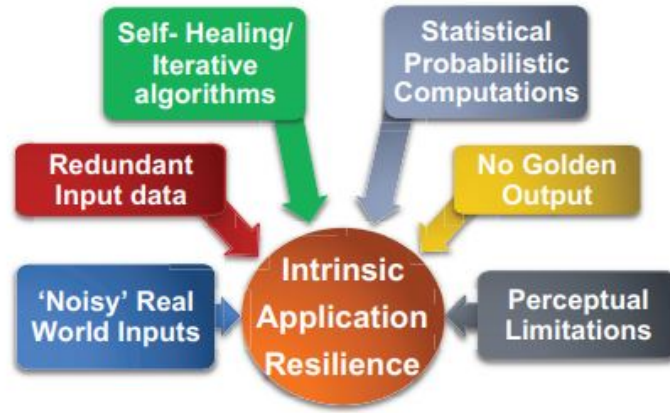 Self- Healing/
Iterative
algorithms
Statistical
Probabilistic
Computations
Redundant
Input data
No Golden
Output
‘Noisy’ Real
World Inputs
Intrinsic
Application
Resilience
Perceptual
Limitations